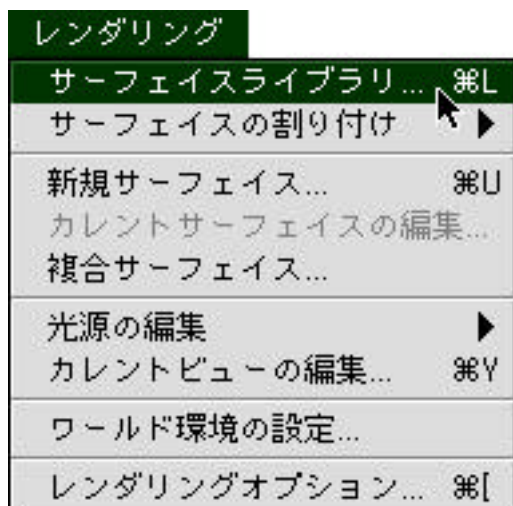 レンダリング
サーフェイスライブラリ... ⌘L
サーフェイスの割り付け ▶
新規サーフェイス... ⌘U
カレントサーフェイスの編集...
複合サーフェイス...
光源の編集 ▶
カレントビューの編集... ⌘Y
ワールド環境の設定...
レンダリングオプション... ⌘[